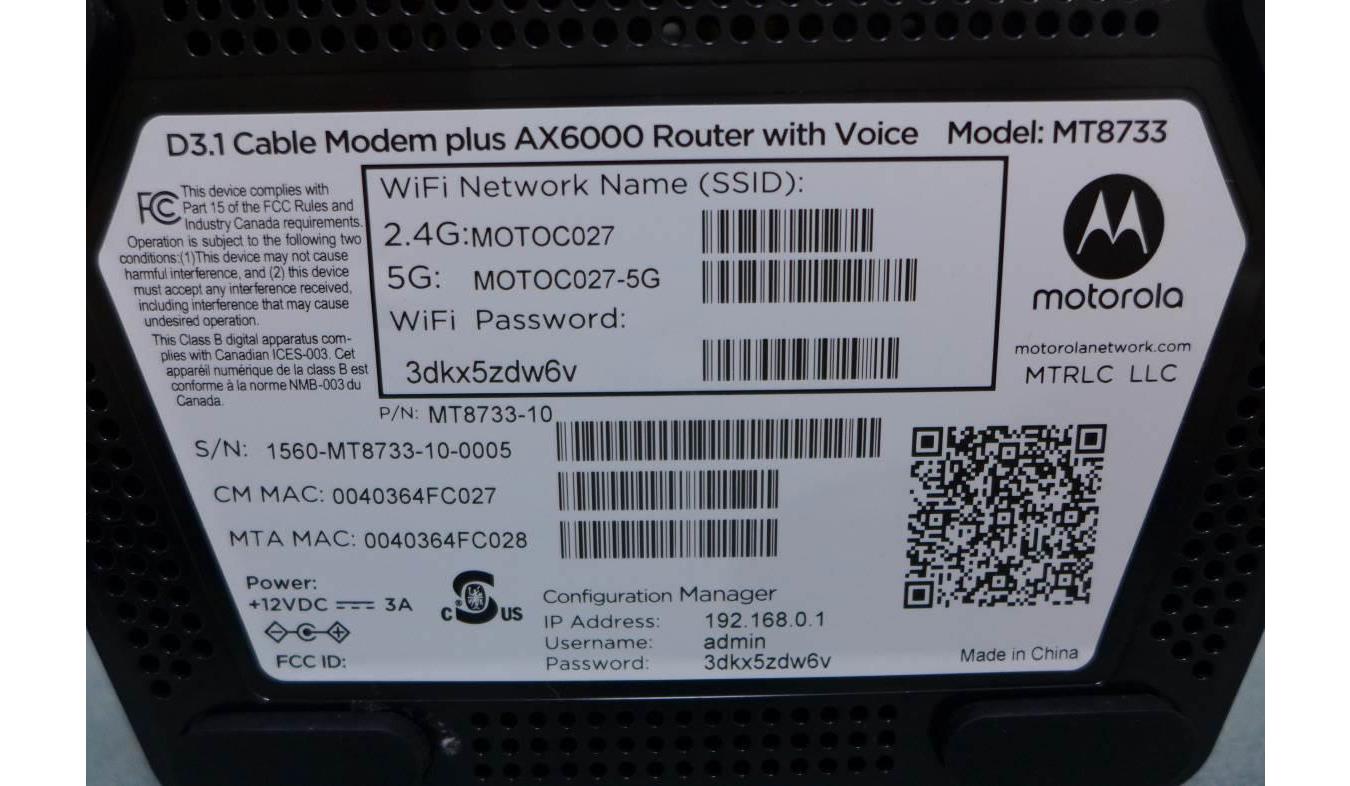 D3.1 Cable Modem plus AX6000 Router with Voice Model: MT8733
FC This device complies with
Part 15 of the FCC Rules and
Industry Canada requirements.
Operation is subject to the following two
conditions:(1)This device may not cause
harmful interference, and (2) this device
must accept any interference received,
including interference that may cause
undesired operation.
This Class B digital apparatus com-
plies with Canadian ICES-003. Cet
appareil numérique de la class B est
conforme à la norme NMB-003 du
Canada.
WiFi Network Name (SSID):
2.4G:MOTOC027
5G: MOTOC027-5G
WiFi Password:
3dkx5zdw6v
motorola
motorolanetwork.com
MTRLC LLC
P/N: MT8733-10
S/N: 1560-MT8733-10-0005
CM MAC: 0040364FC027
MTA MAC: 0040364FC028
Power:
+12VDC 3A
FCC ID:
C S ® US
Configuration Manager
IP Address: 192.168.0.1
Username: admin
Password: 3dkx5zdw6v
Made in China